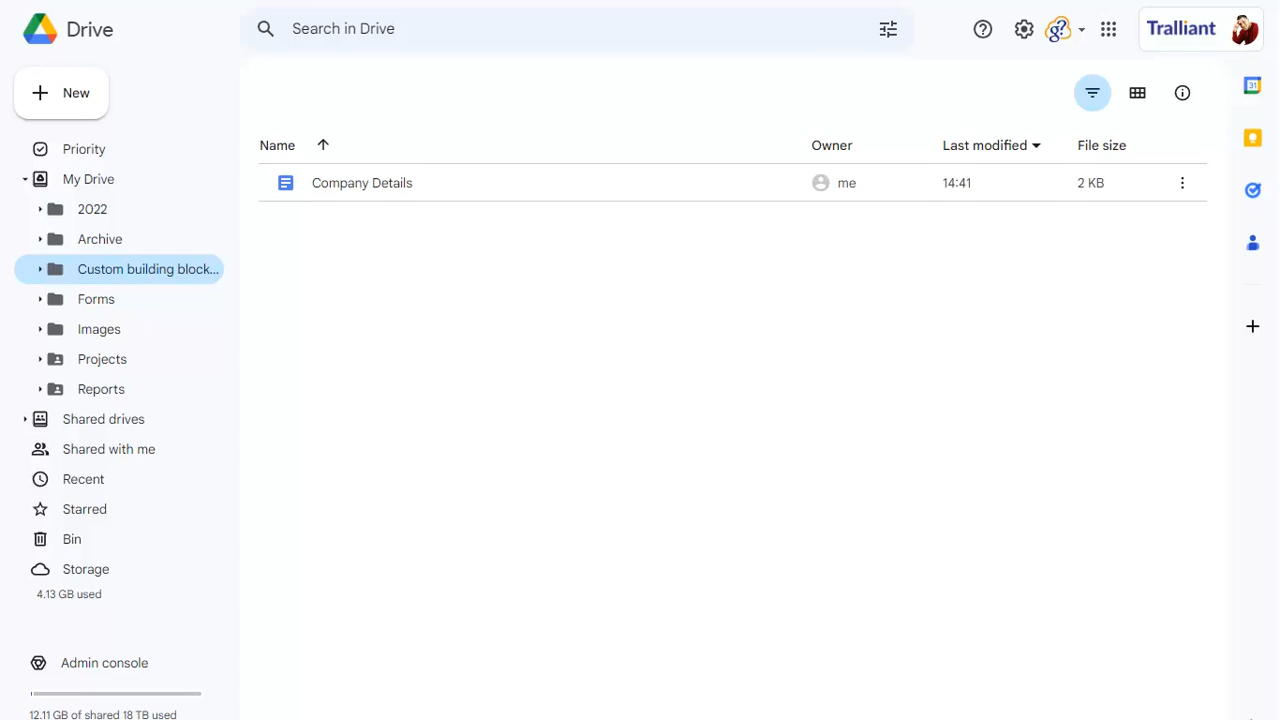 Drive
Search in Drive
Tralliant
New
Name
Owner
Last modified
File size
Company Details
me
14:41
2 KB
Priority
My Drive
2022
Archive
Custom building block...
Forms
Images
Projects
Reports
Shared drives
Shared with me
Recent
Starred
Bin
Storage
4.13 GB used
Admin console
12.11 GB of shared 18 TB used
31
g?